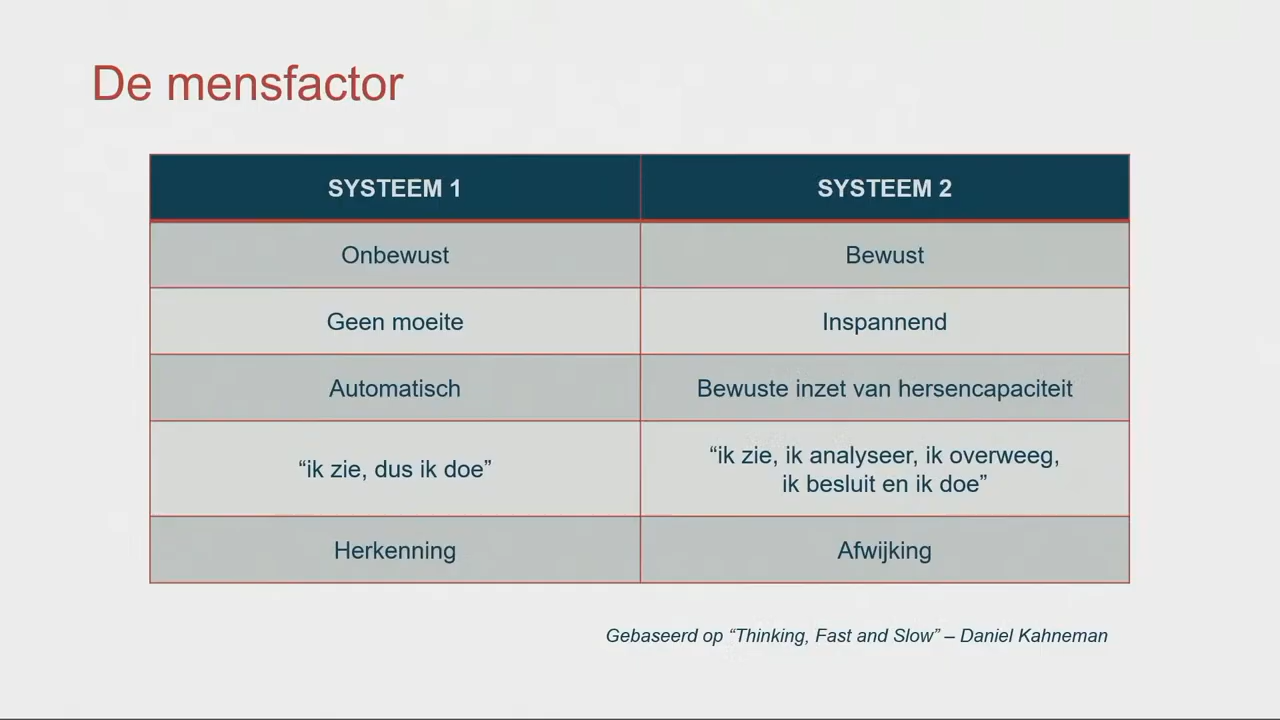 De mensfactor
SYSTEEM 1
SYSTEEM 2
Onbewust
Bewust
Geen moeite
Inspannend
Automatisch
Bewuste inzet van hersencapaciteit
“ik zie, dus ik doe”
“ik zie, ik analyseer, ik overweeg,
ik besluit en ik doe”
Herkenning
Afwijking
Gebaseerd op “Thinking, Fast and Slow” – Daniel Kahneman